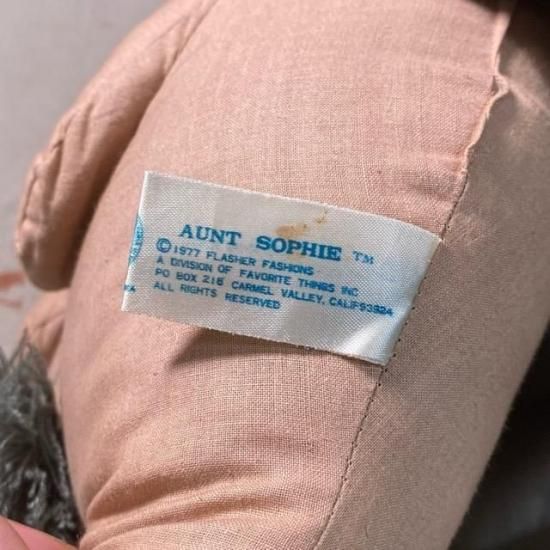 AUNT SOPHIE ™
© 1977 FLASHER FASHIONS
A DIVISION OF FAVORITE THINGS INC
PO BOX 216 CARMEL VALLEY, CALIF93924
ALL RIGHTS RESERVED